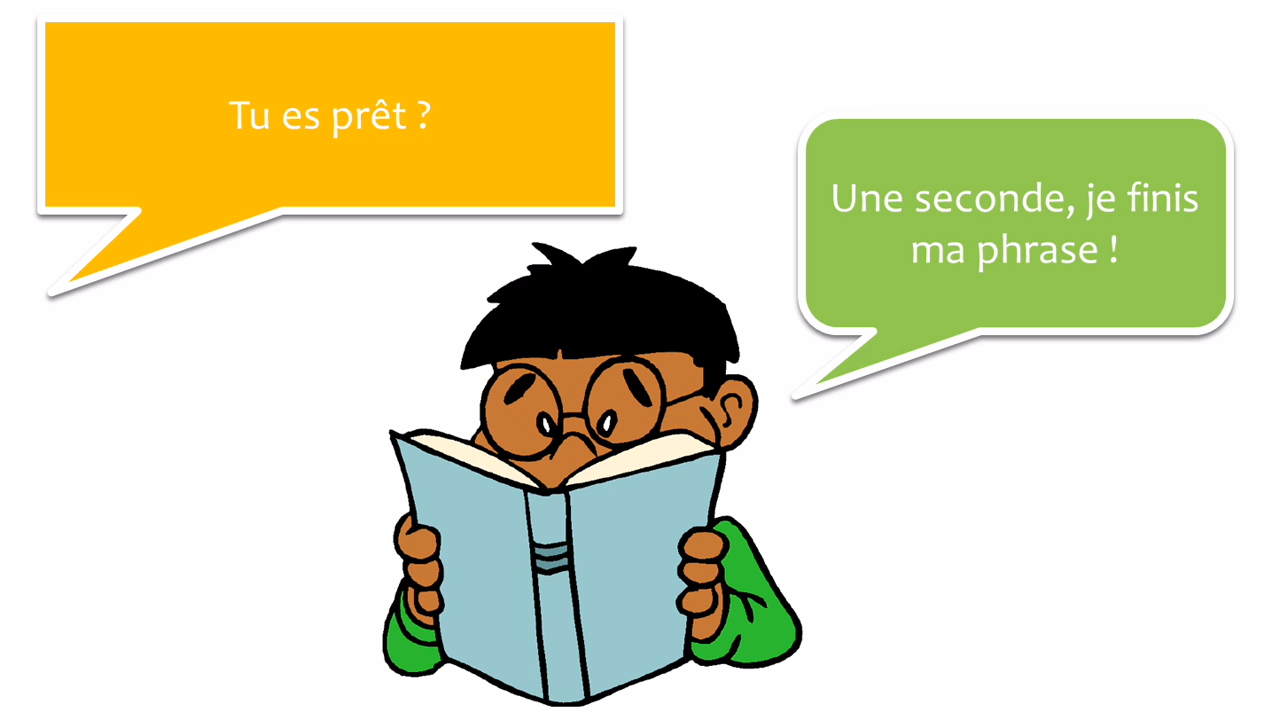 Tu es prêt ?
Une seconde, je finis
ma phrase !